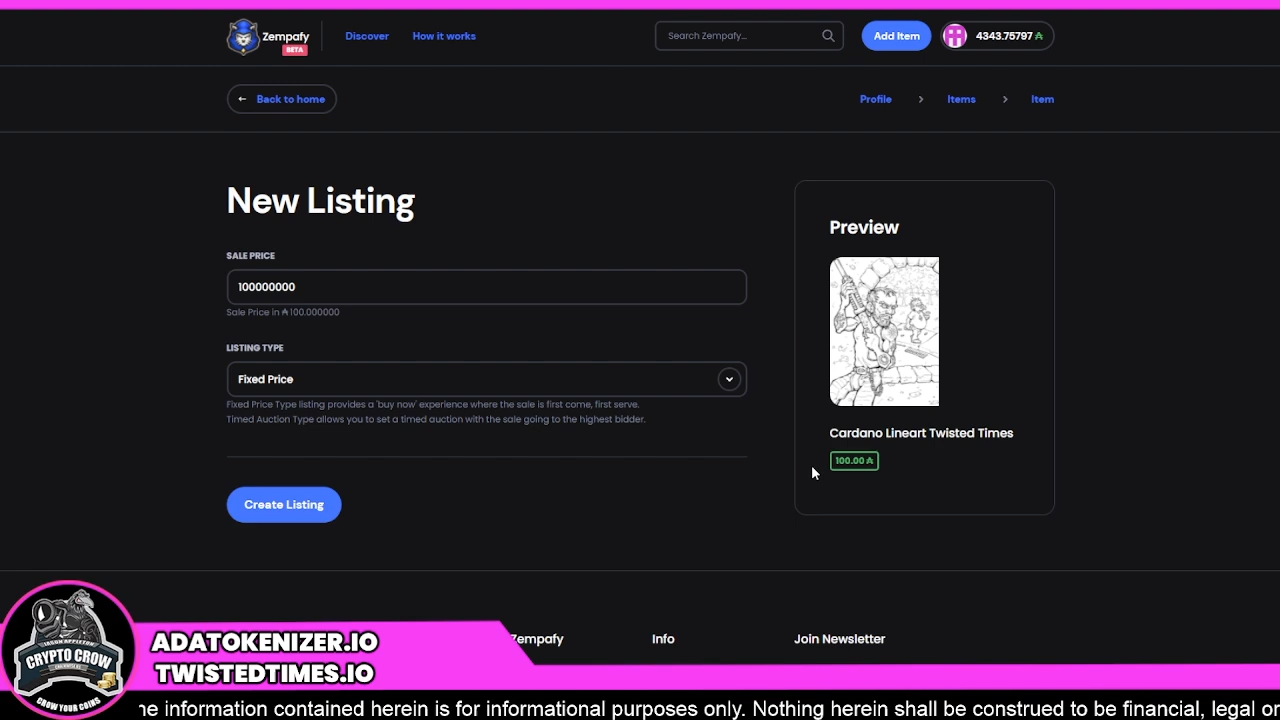 Zempafy
BETA
Discover
How it works
Search Zempafy...
Add Item
4343.75797 ₳
← Back to home
Profile > Items > Item
New Listing
SALE PRICE
100000000
Sale Price in ₳100.000000
LISTING TYPE
Fixed Price
Fixed Price Type listing provides a 'buy now' experience where the sale is first come, first serve.
Timed Auction Type allows you to set a timed auction with the sale going to the highest bidder.
Create Listing
Preview
Cardano Lineart Twisted Times
100.00 ₳
Zempafy
Info
Join Newsletter
JASON APPLETON
CRYPTO CROW
CROW YOUR COINS
ADATOKENIZER.IO
TWISTEDTIMES.IO
he information contained herein is for informational purposes only. Nothing herein shall be construed to be financial, legal or